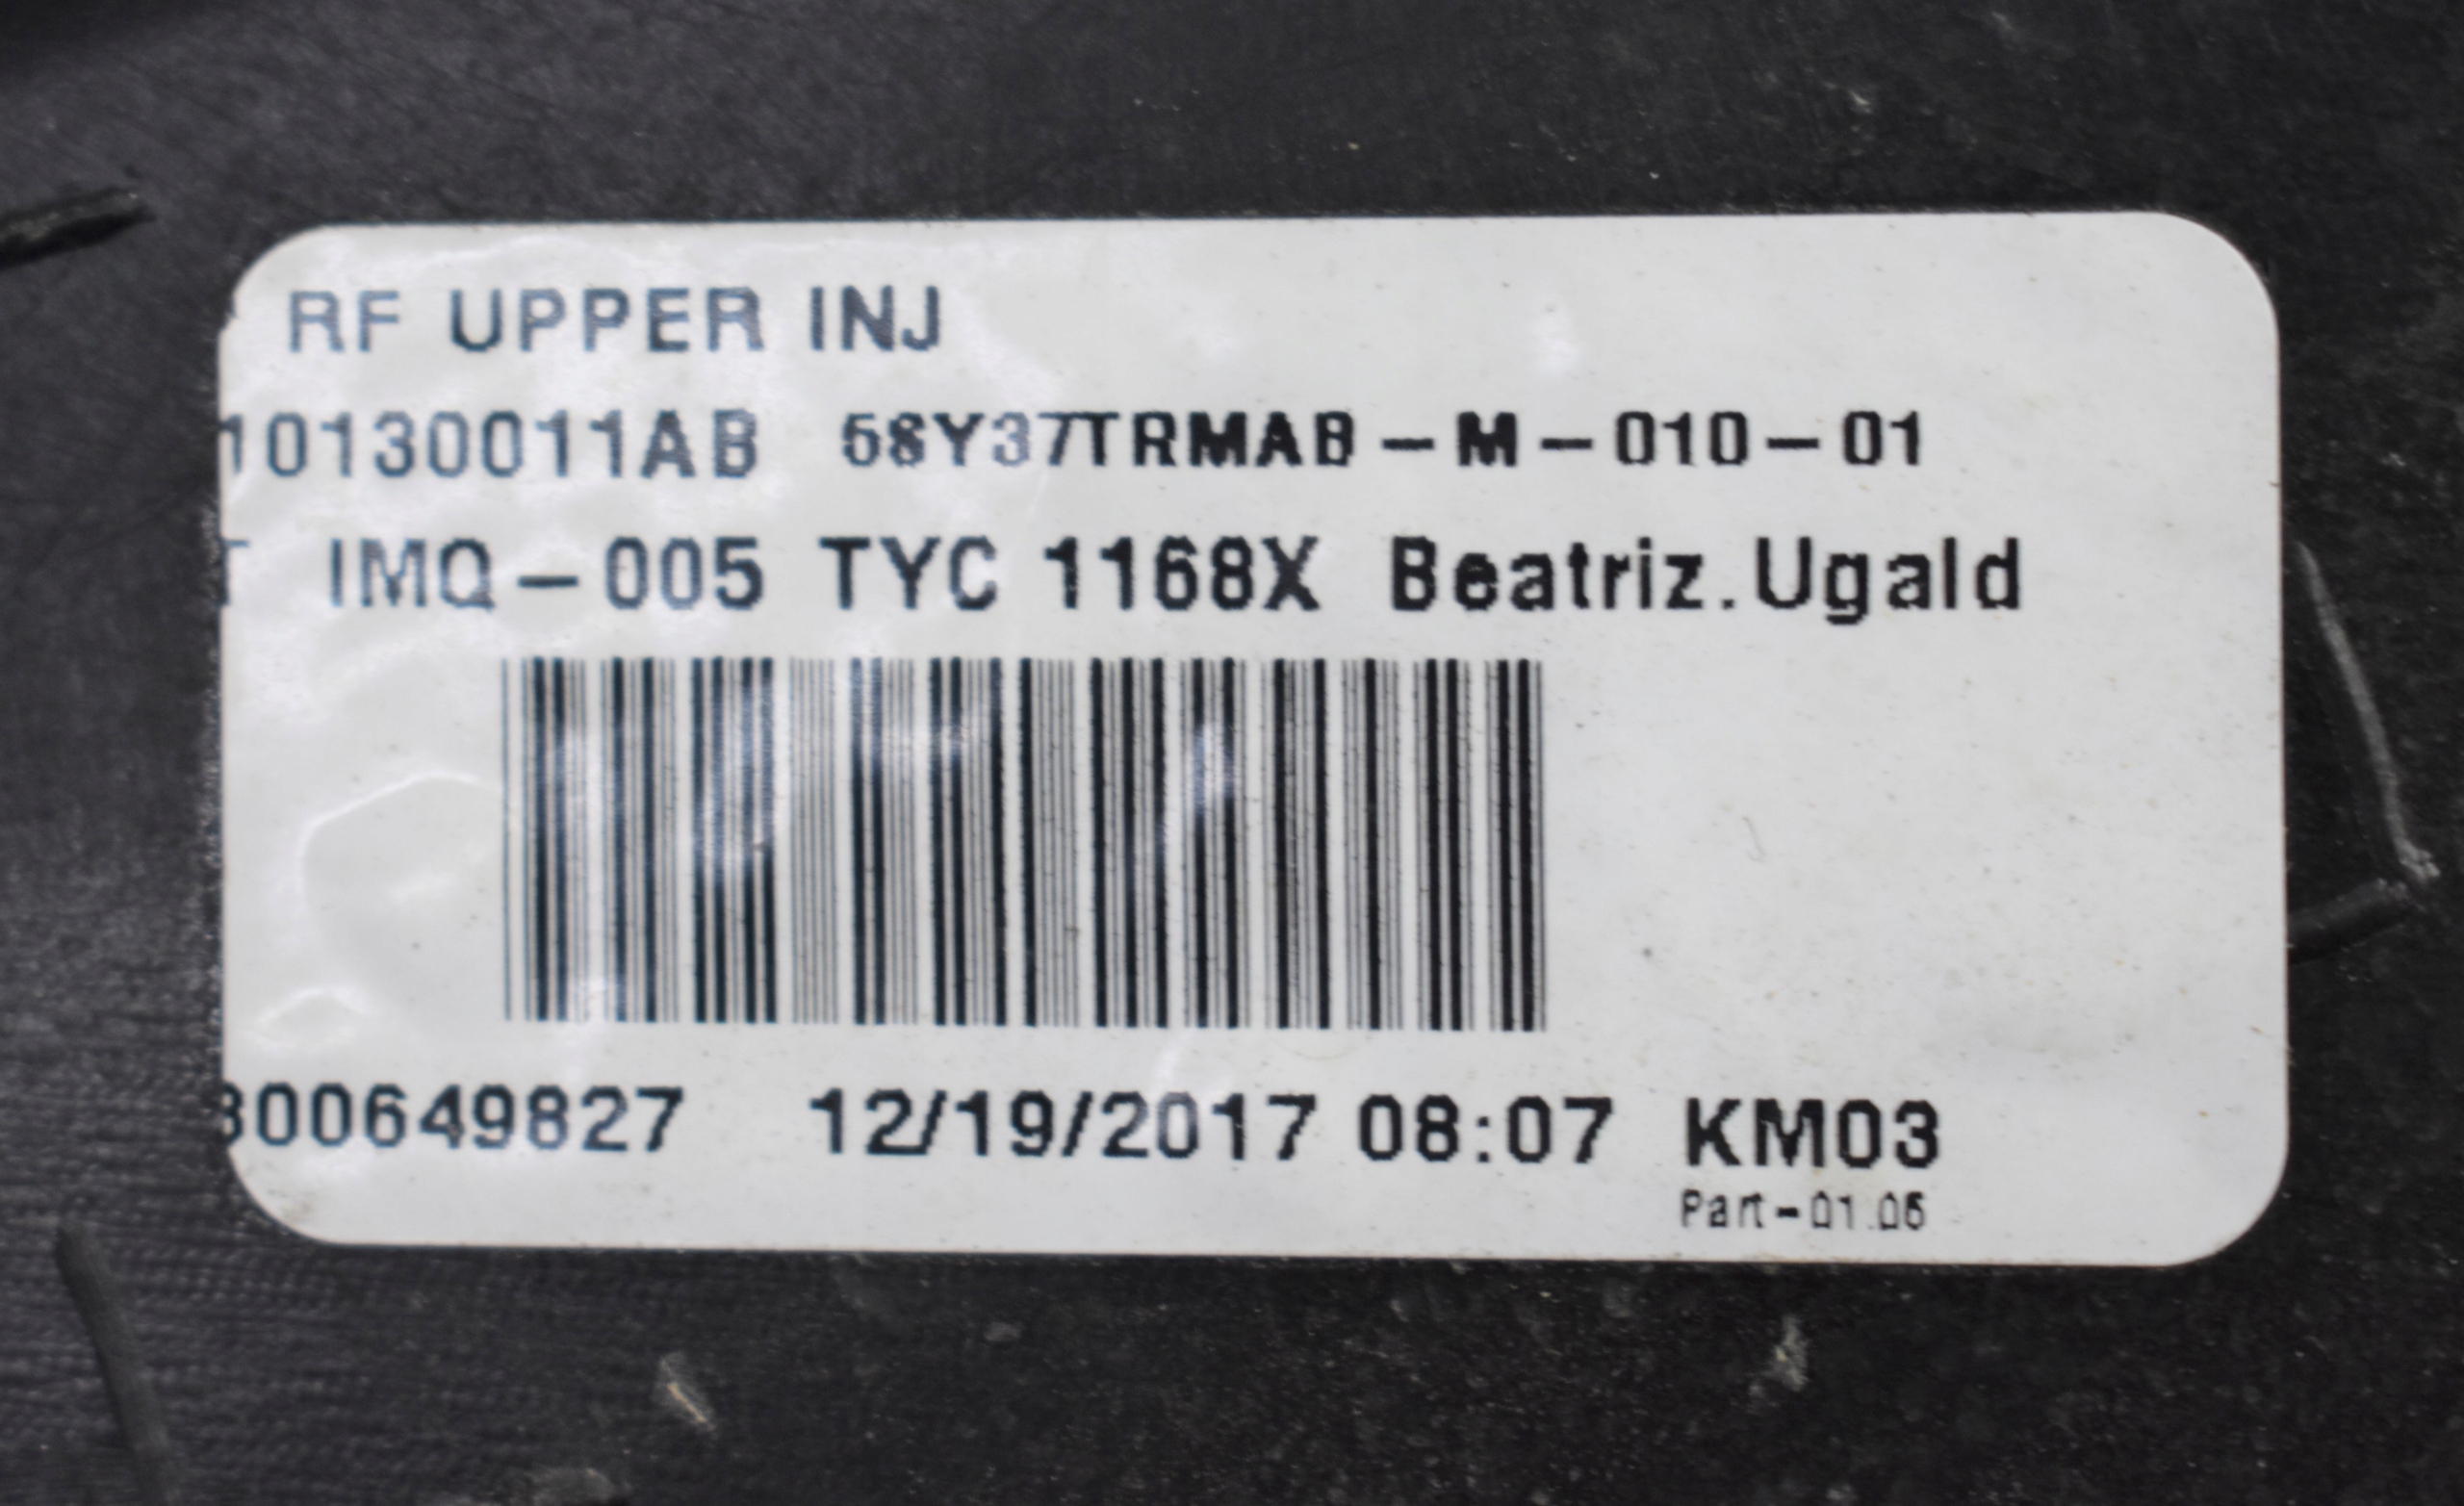 RF UPPER INJ
10130011AB 58Y37TRMAB-M-010-01
T IMQ-005 TYC 1168X Beatriz.Ugald
300649827 12/19/2017 08:07 KM03
Part-01.06